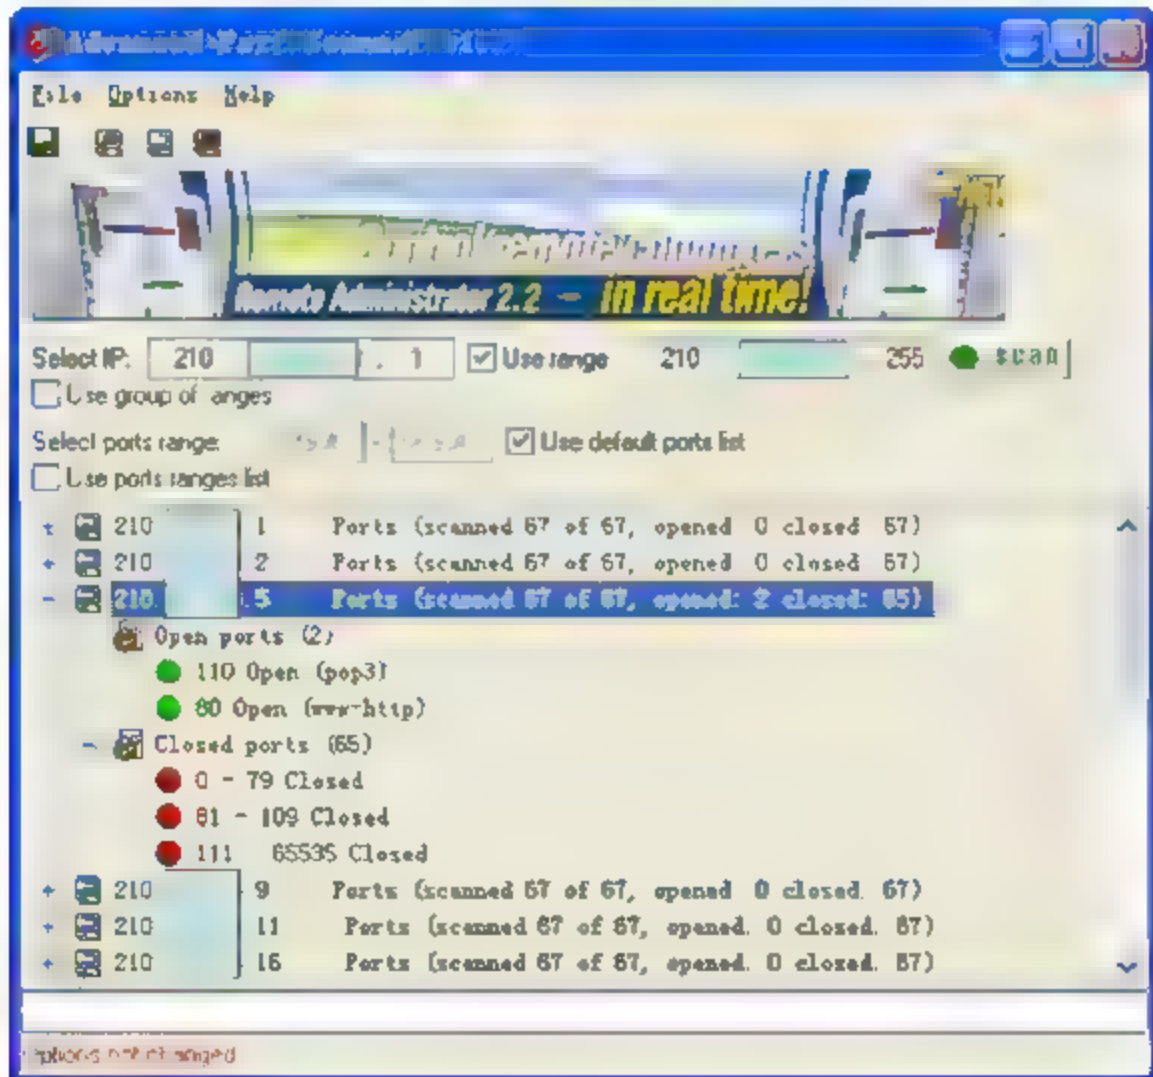 File Options Help
Remote Administrator 2.2 - in real time!
Select IP: 210 . 1 Use range 210 255 scan
Use group of ranges
Select ports range: - Use default ports list
Use ports ranges list
+ 210 1 Ports (scanned 67 of 67, opened 0 closed 67)
+ 210 2 Ports (scanned 67 of 67, opened 0 closed 67)
- 210. .5 Ports (scanned 67 of 67, opened: 2 closed: 65)
Open ports (2)
110 Open (pop3)
80 Open (www-http)
- Closed ports (65)
0 - 79 Closed
81 - 109 Closed
111 65535 Closed
+ 210 9 Ports (scanned 67 of 67, opened 0 closed. 67)
+ 210 11 Ports (scanned 67 of 67, opened. 0 closed. 67)
+ 210 16 Ports (scanned 67 of 67, opened. 0 closed. 67)